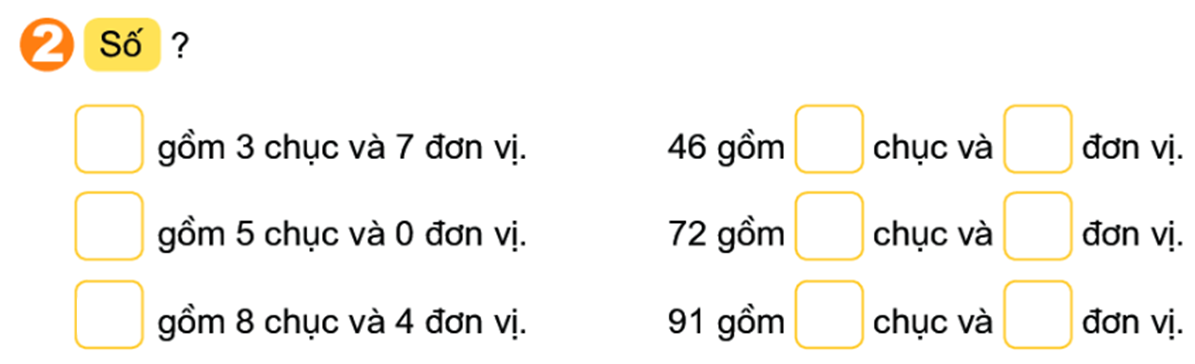 2 Số ?
gồm 3 chục và 7 đơn vị. 46 gồm chục và đơn vị.
gồm 5 chục và 0 đơn vị. 72 gồm chục và đơn vị.
gồm 8 chục và 4 đơn vị. 91 gồm chục và đơn vị.